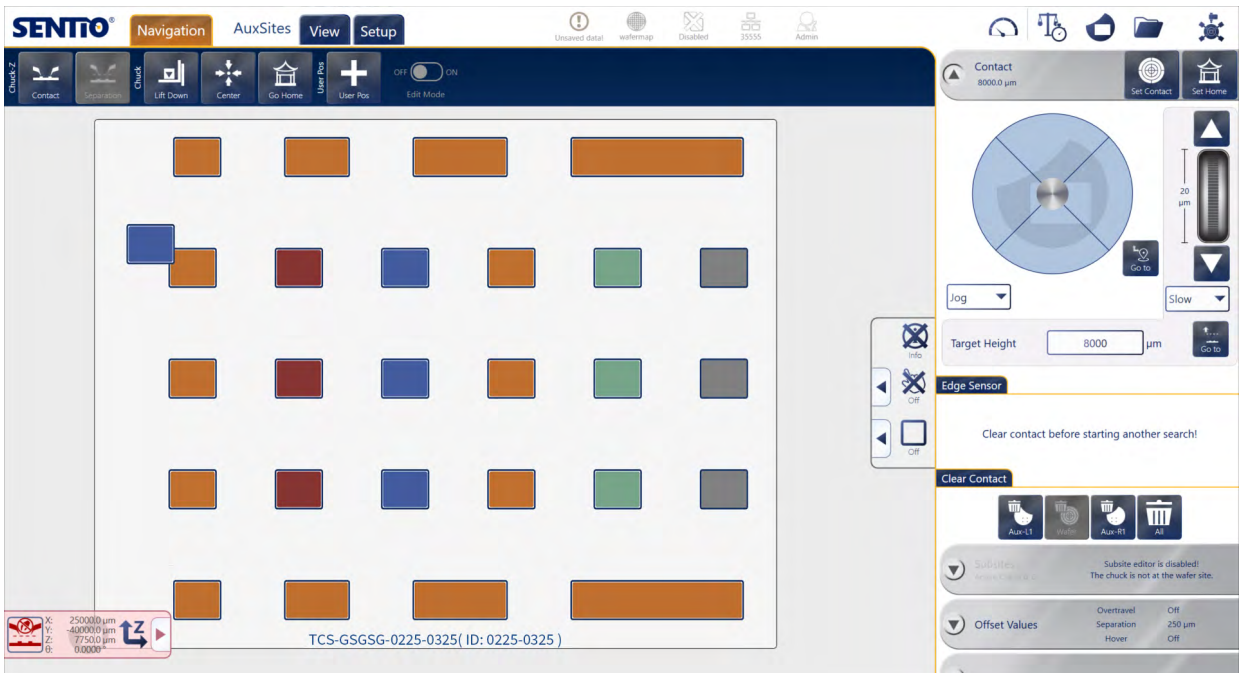 SENTIO®
Navigation AuxSites View Setup
Unsaved data! wafermap Disabled 35555 Admin
Chuck-Z Contact Separation Chuck Lift Down Center Go Home User Pos User Pos OFF ON Edit Mode
Contact
8000.0 µm
Set Contact Set Home
20
µm
Go to
Jog Slow
Target Height 8000 µm Go to
Info
Off
Off
Edge Sensor
Clear contact before starting another search!
Clear Contact
Aux-L1 Wafer Aux-R1 All
Subsites
Subsite editor is disabled!
The chuck is not at the wafer site.
Offset Values
Overtravel Off
Separation 250 µm
Hover Off
X: 25000.0 µm
Y: -40000.0 µm
Z: 7750.0 µm
θ: 0.0000 °
Z
TCS-GSGSG-0225-0325( ID: 0225-0325 )